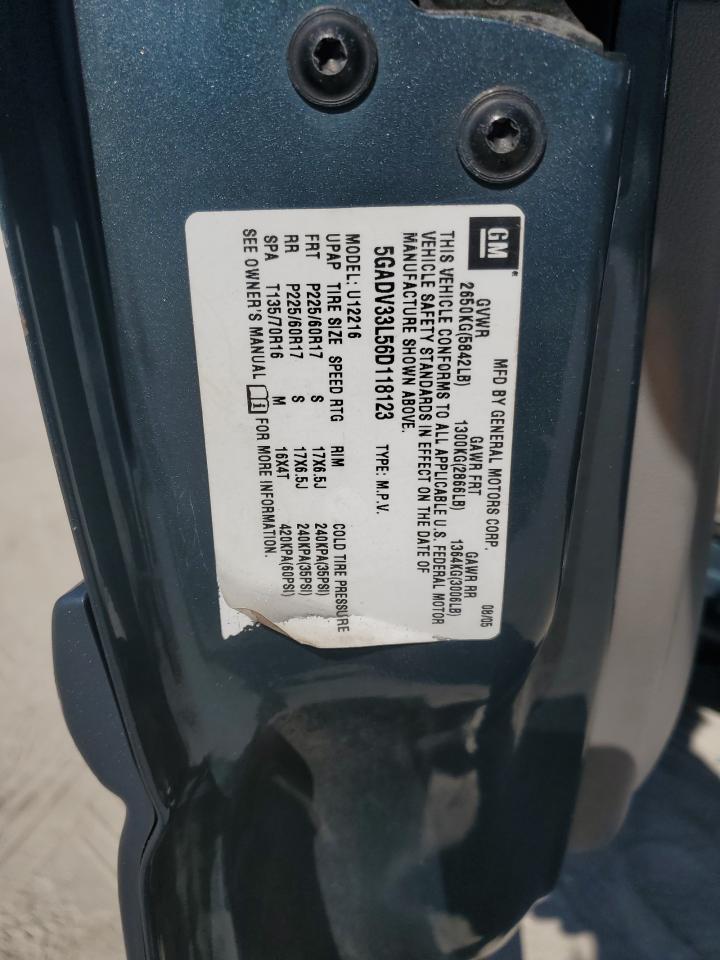 GM
MFD BY GENERAL MOTORS CORP. 08/05
GVWR GAWR FRT GAWR RR
2650KG(5842LB) 1300KG(2866LB) 1364KG(3006LB)
THIS VEHICLE CONFORMS TO ALL APPLICABLE U.S. FEDERAL MOTOR
VEHICLE SAFETY STANDARDS IN EFFECT ON THE DATE OF
MANUFACTURE SHOWN ABOVE.
5GADV33L56D118123 TYPE: M.P.V.
MODEL: U12216
UPAP TIRE SIZE SPEED RTG RIM COLD TIRE PRESSURE
FRT P225/60R17 S 17X6.5J 240KPA(35PSI)
RR P225/60R17 S 17X6.5J 240KPA(35PSI)
SPA T135/70R16 M 16X4T 420KPA(60PSI)
SEE OWNER'S MANUAL FOR MORE INFORMATION.